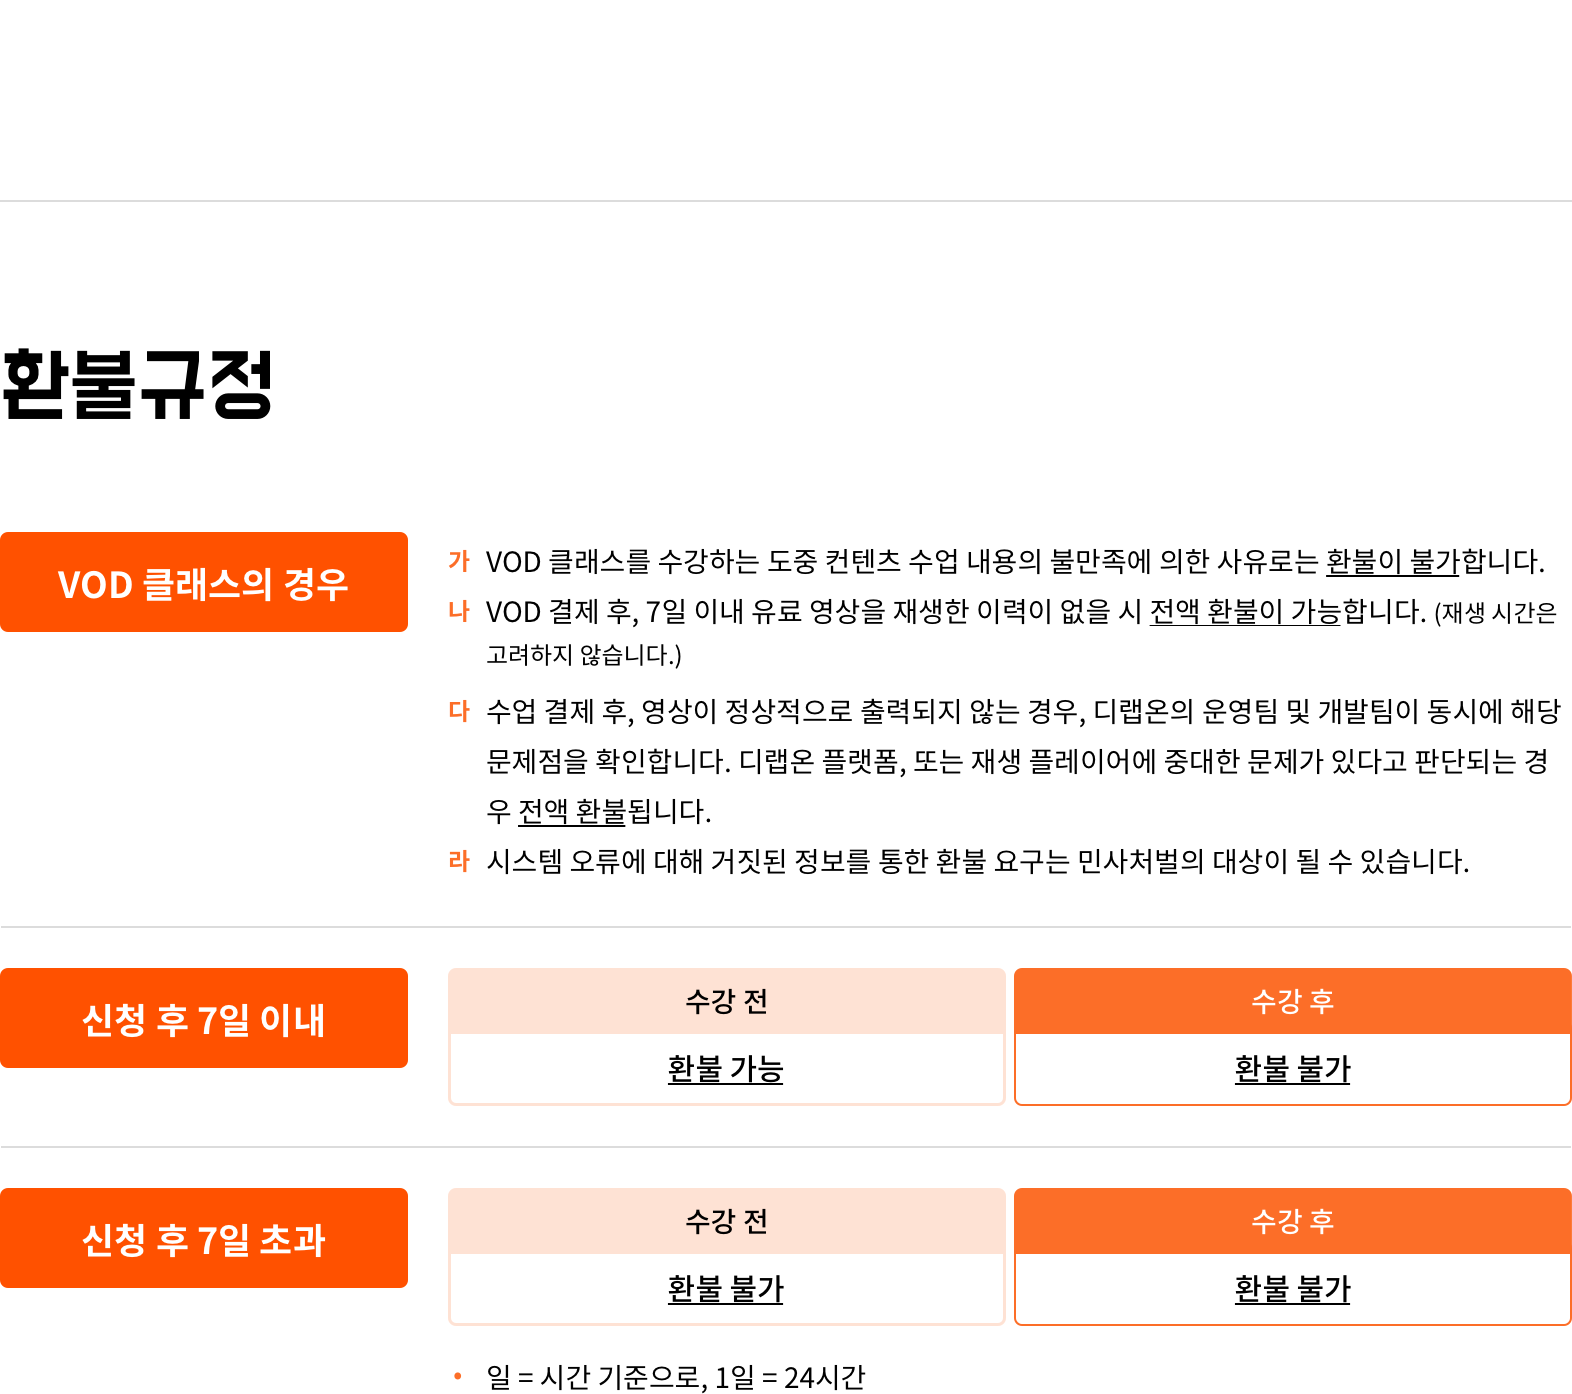 환불규정
VOD 클래스의 경우
가 VOD 클래스를 수강하는 도중 컨텐츠 수업 내용의 불만족에 의한 사유로는 환불이 불가합니다.
나 VOD 결제 후, 7일 이내 유료 영상을 재생한 이력이 없을 시 전액 환불이 가능합니다. (재생 시간은
고려하지 않습니다.)
다 수업 결제 후, 영상이 정상적으로 출력되지 않는 경우, 디랩온의 운영팀 및 개발팀이 동시에 해당
문제점을 확인합니다. 디랩온 플랫폼, 또는 재생 플레이어에 중대한 문제가 있다고 판단되는 경
우 전액 환불됩니다.
라 시스템 오류에 대해 거짓된 정보를 통한 환불 요구는 민사처벌의 대상이 될 수 있습니다.
신청 후 7일 이내
수강 전
수강 후
환불 가능
환불 불가
신청 후 7일 초과
수강 전
수강 후
환불 불가
환불 불가
• 일 = 시간 기준으로, 1일 = 24시간